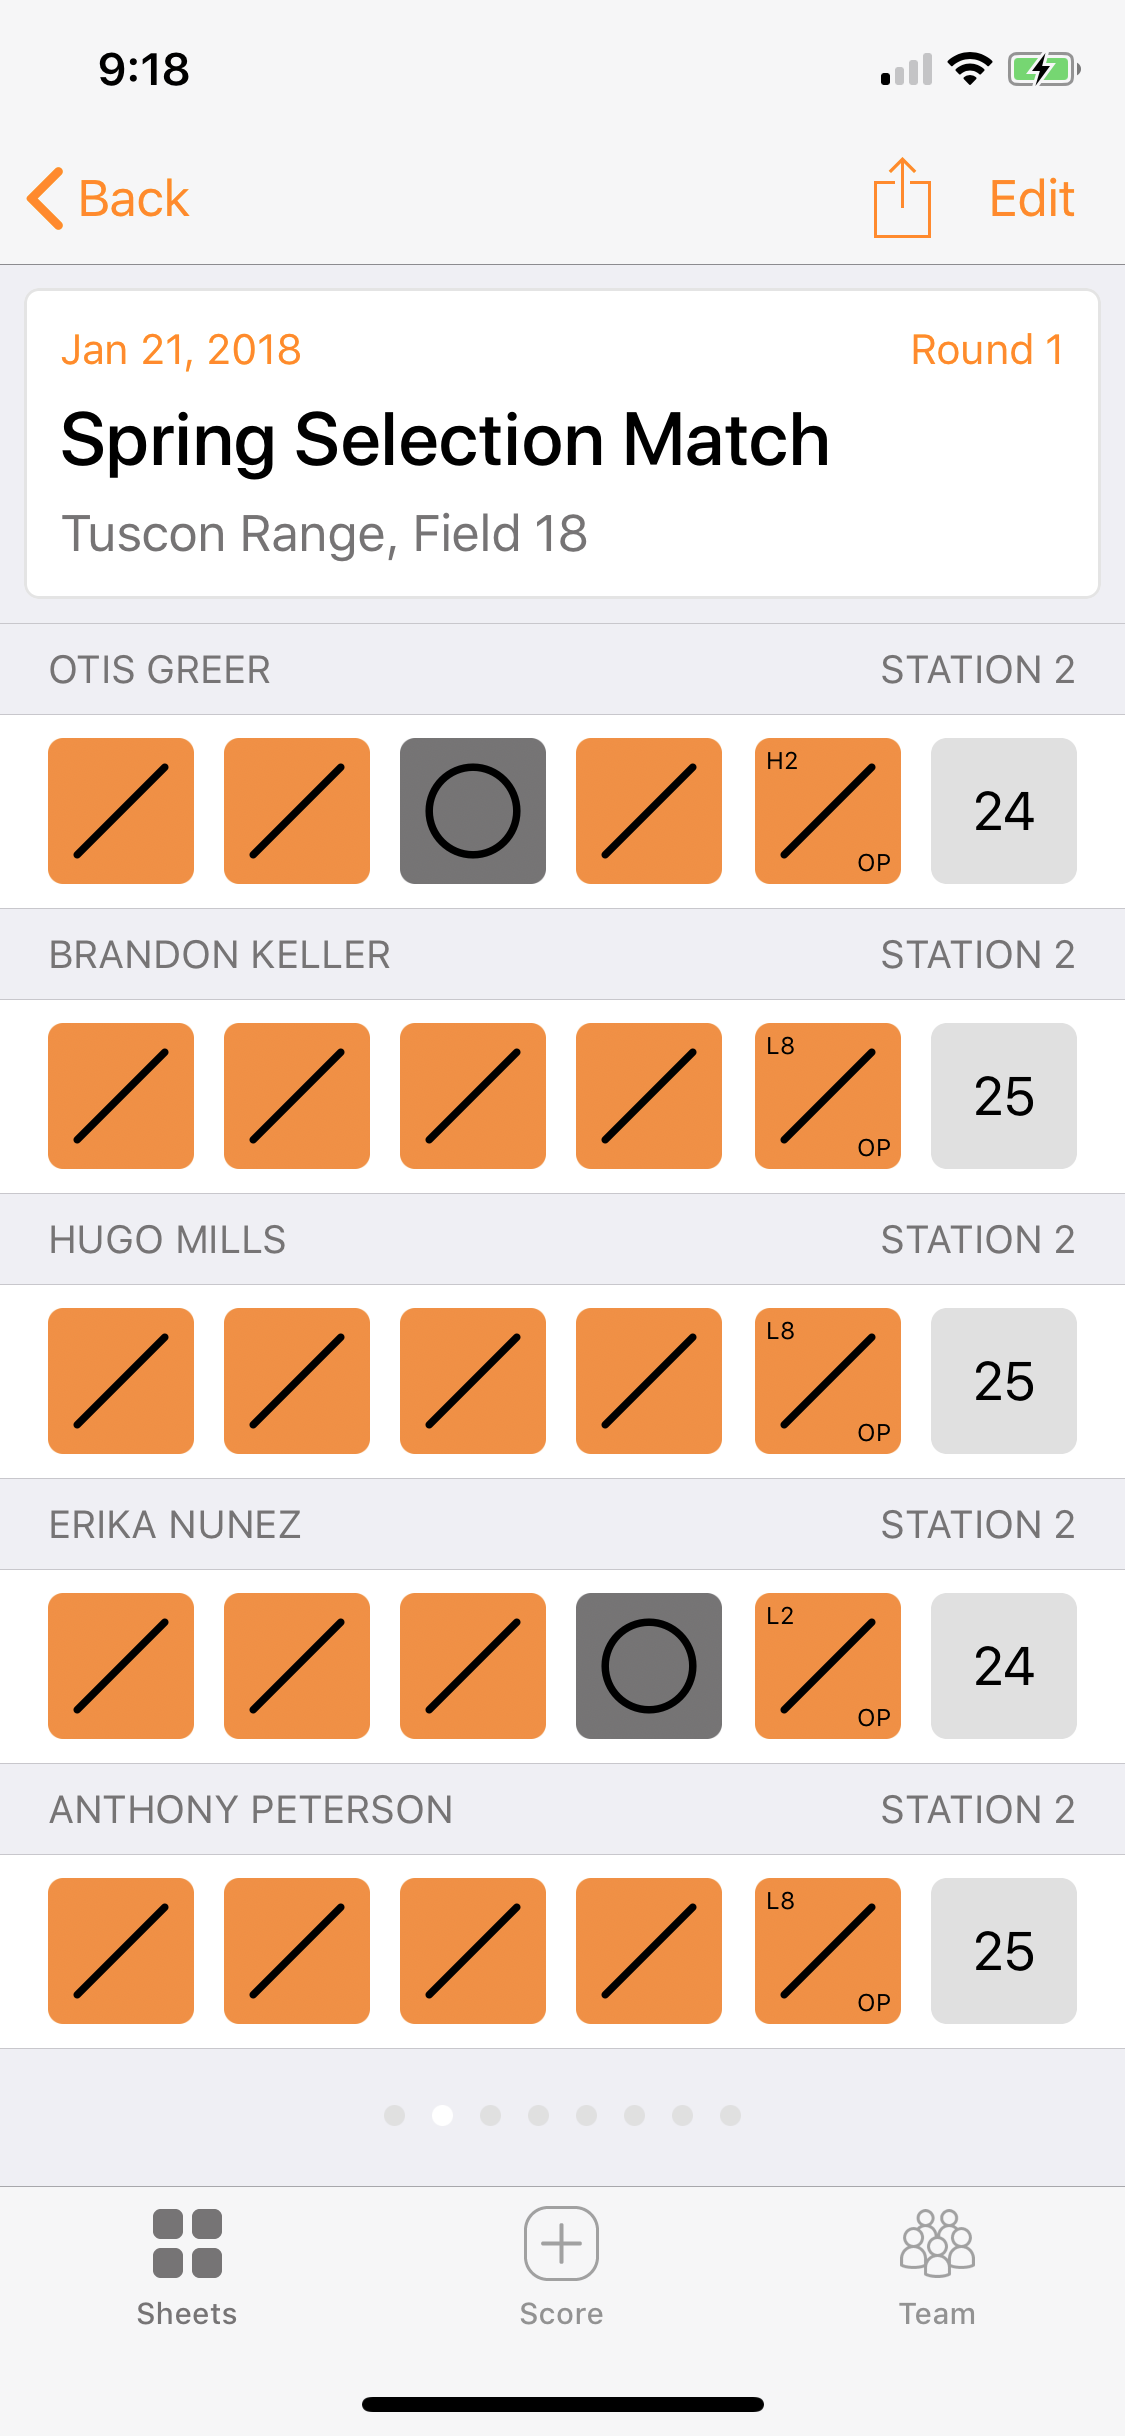 9:18
Back
Edit
Jan 21, 2018
Round 1
Spring Selection Match
Tuscon Range, Field 18
OTIS GREER
STATION 2
H2
OP
24
BRANDON KELLER
STATION 2
L8
OP
25
HUGO MILLS
STATION 2
L8
OP
25
ERIKA NUNEZ
STATION 2
L2
OP
24
ANTHONY PETERSON
STATION 2
L8
OP
25
Sheets
Score
Team